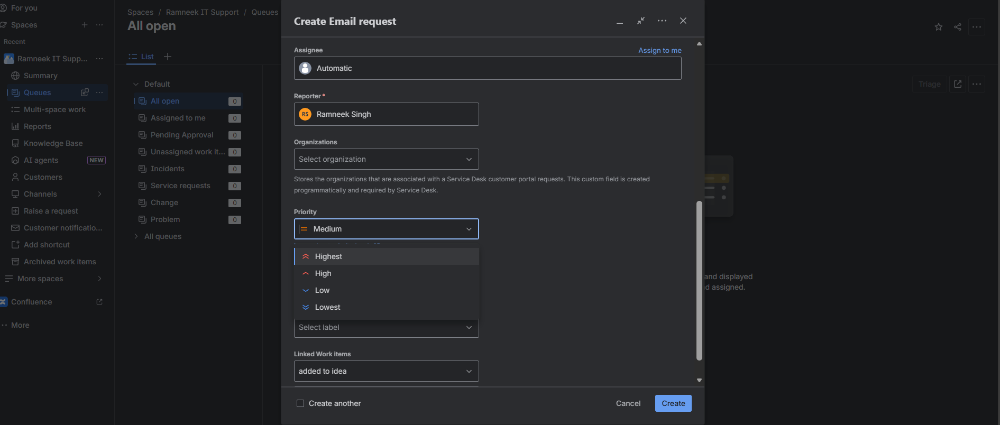 For you
Spaces
Recent
Ramneek IT Supp...
Summary
Queues
Multi-space work
Reports
Knowledge Base
AI agents NEW
Customers
Channels
Raise a request
Customer notificatio...
Add shortcut
Archived work items
More spaces
Confluence
More
Spaces / Ramneek IT Support / Queues
All open
List
Default
All open 0
Assigned to me 0
Pending Approval 0
Unassigned work it... 0
Incidents 0
Service requests 0
Change 0
Problem 0
All queues
Create Email request
Assignee
Assign to me
Automatic
Reporter *
RS Ramneek Singh
Organizations
Select organization
Stores the organizations that are associated with a Service Desk customer portal requests. This custom field is created
programmatically and required by Service Desk.
Priority
Medium
Highest
High
Low
Lowest
Select label
Linked Work items
added to idea
Create another
Cancel
Create
Triage
and displayed
d assigned.